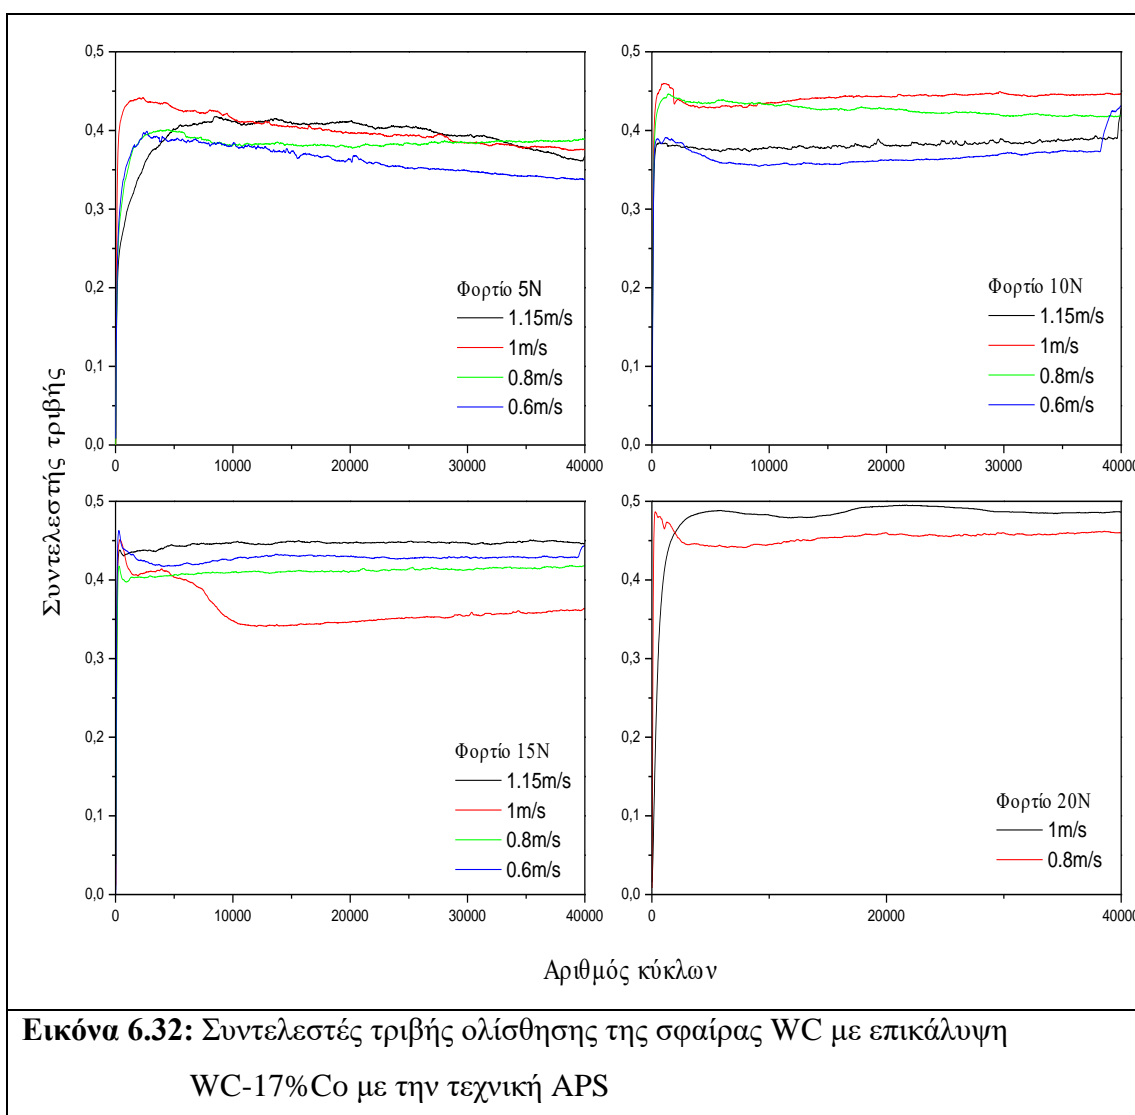 Συντελεστής τριβής
0,5
0,4
0,3
0,2
0,1
0,0
0
10000
20000
30000
40000
Φορτίο 5N
1.15m/s
1m/s
0.8m/s
0.6m/s
0,5
0,4
0,3
0,2
0,1
0,0
0
10000
20000
30000
40000
Φορτίο 10N
1.15m/s
1m/s
0.8m/s
0.6m/s
0,5
0,4
0,3
0,2
0,1
0,0
0
10000
20000
30000
40000
Φορτίο 15N
1.15m/s
1m/s
0.8m/s
0.6m/s
0,5
0,4
0,3
0,2
0,1
0,0
0
20000
40000
Φορτίο 20N
1m/s
0.8m/s
Αριθμός κύκλων
Εικόνα 6.32: Συντελεστές τριβής ολίσθησης της σφαίρας WC με επικάλυψη
WC-17%Co με την τεχνική APS